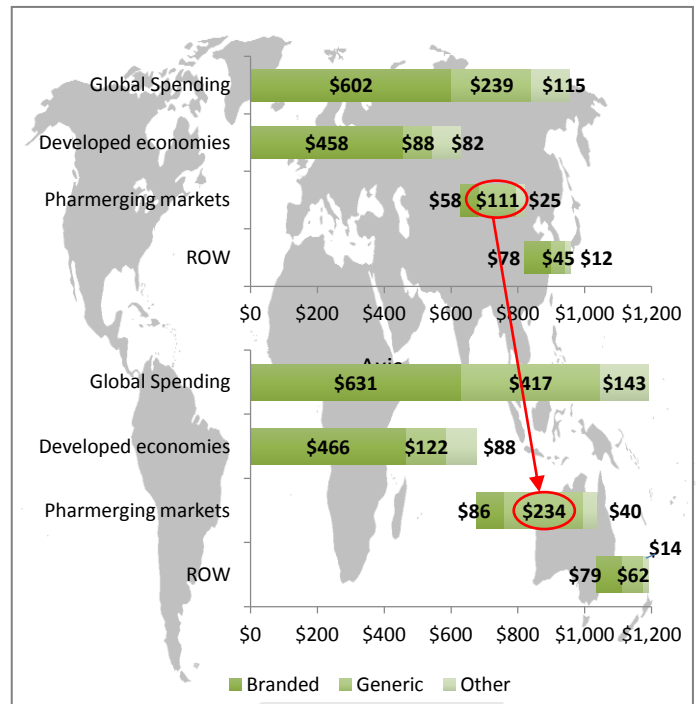 Global Spending $602 $239 $115
Developed economies $458 $88 $82
Pharmerging markets $58 $111 $25
ROW $78 $45 $12
$0 $200 $400 $600 $800 $1,000 $1,200
Global Spending $631 $417 $143
Developed economies $466 $122 $88
Pharmerging markets $86 $234 $40
$14
ROW $79 $62
$0 $200 $400 $600 $800 $1,000 $1,200
Branded Generic Other